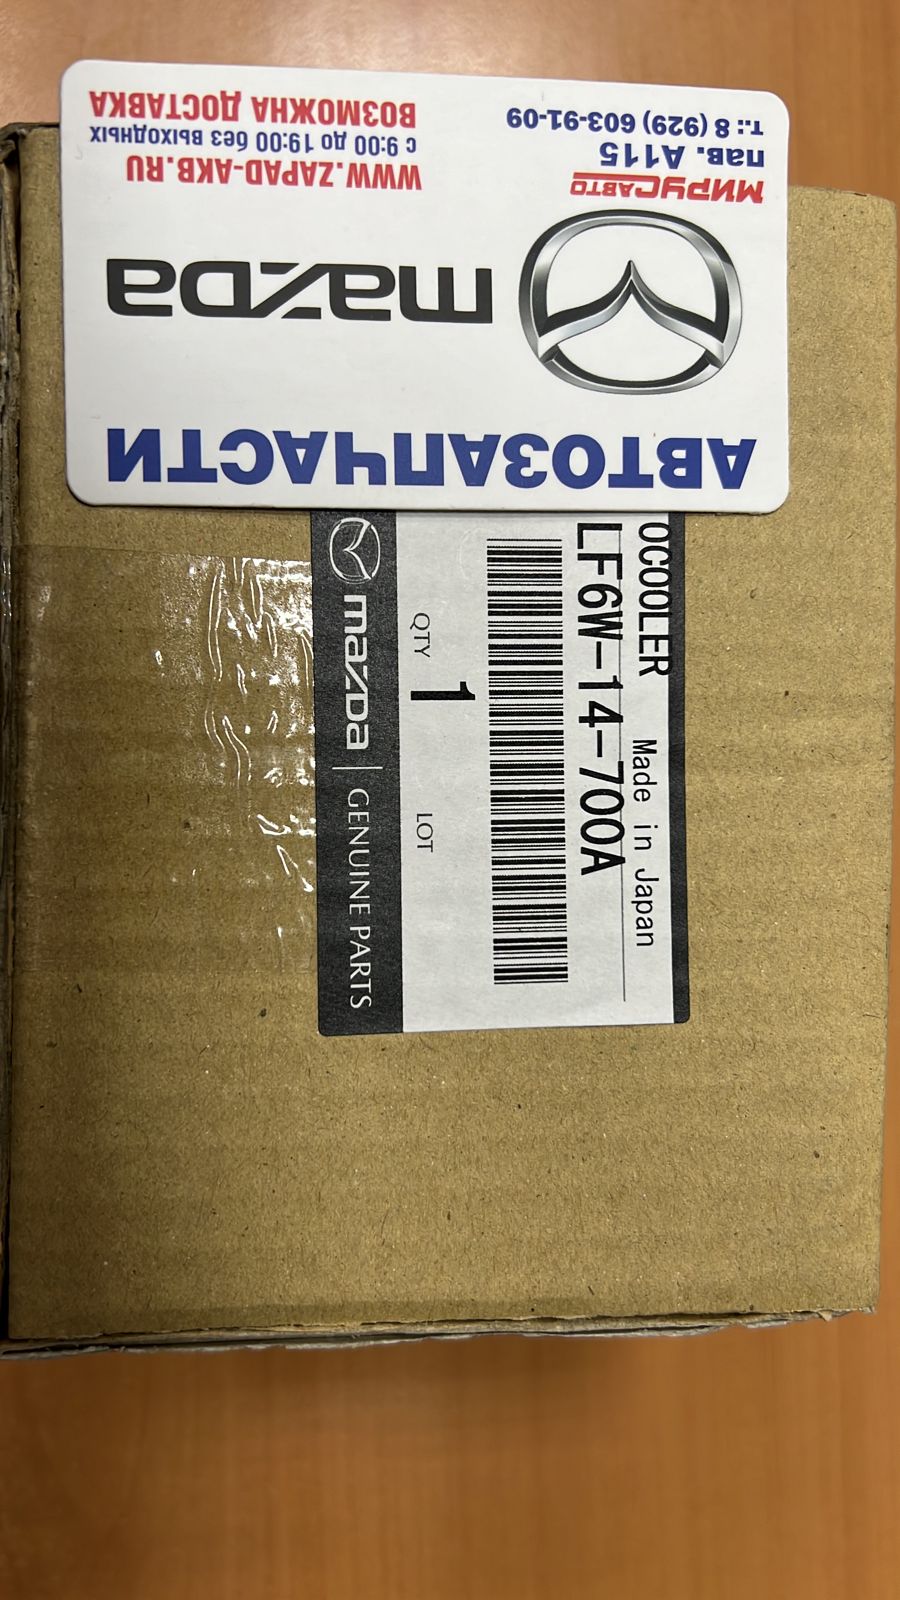 АВТОЗАПЧАСТИ
mazda
МИРУСАВТО
пав. А115
т.: 8 (929) 603-91-09
WWW.ZAPAD-AKB.RU
с 9:00 до 19:00 без выходных
ВОЗМОЖНА ДОСТАВКА
OCOOLER
Made in Japan
LF6W-14-700A
QTY 1 LOT
mazda | GENUINE PARTS